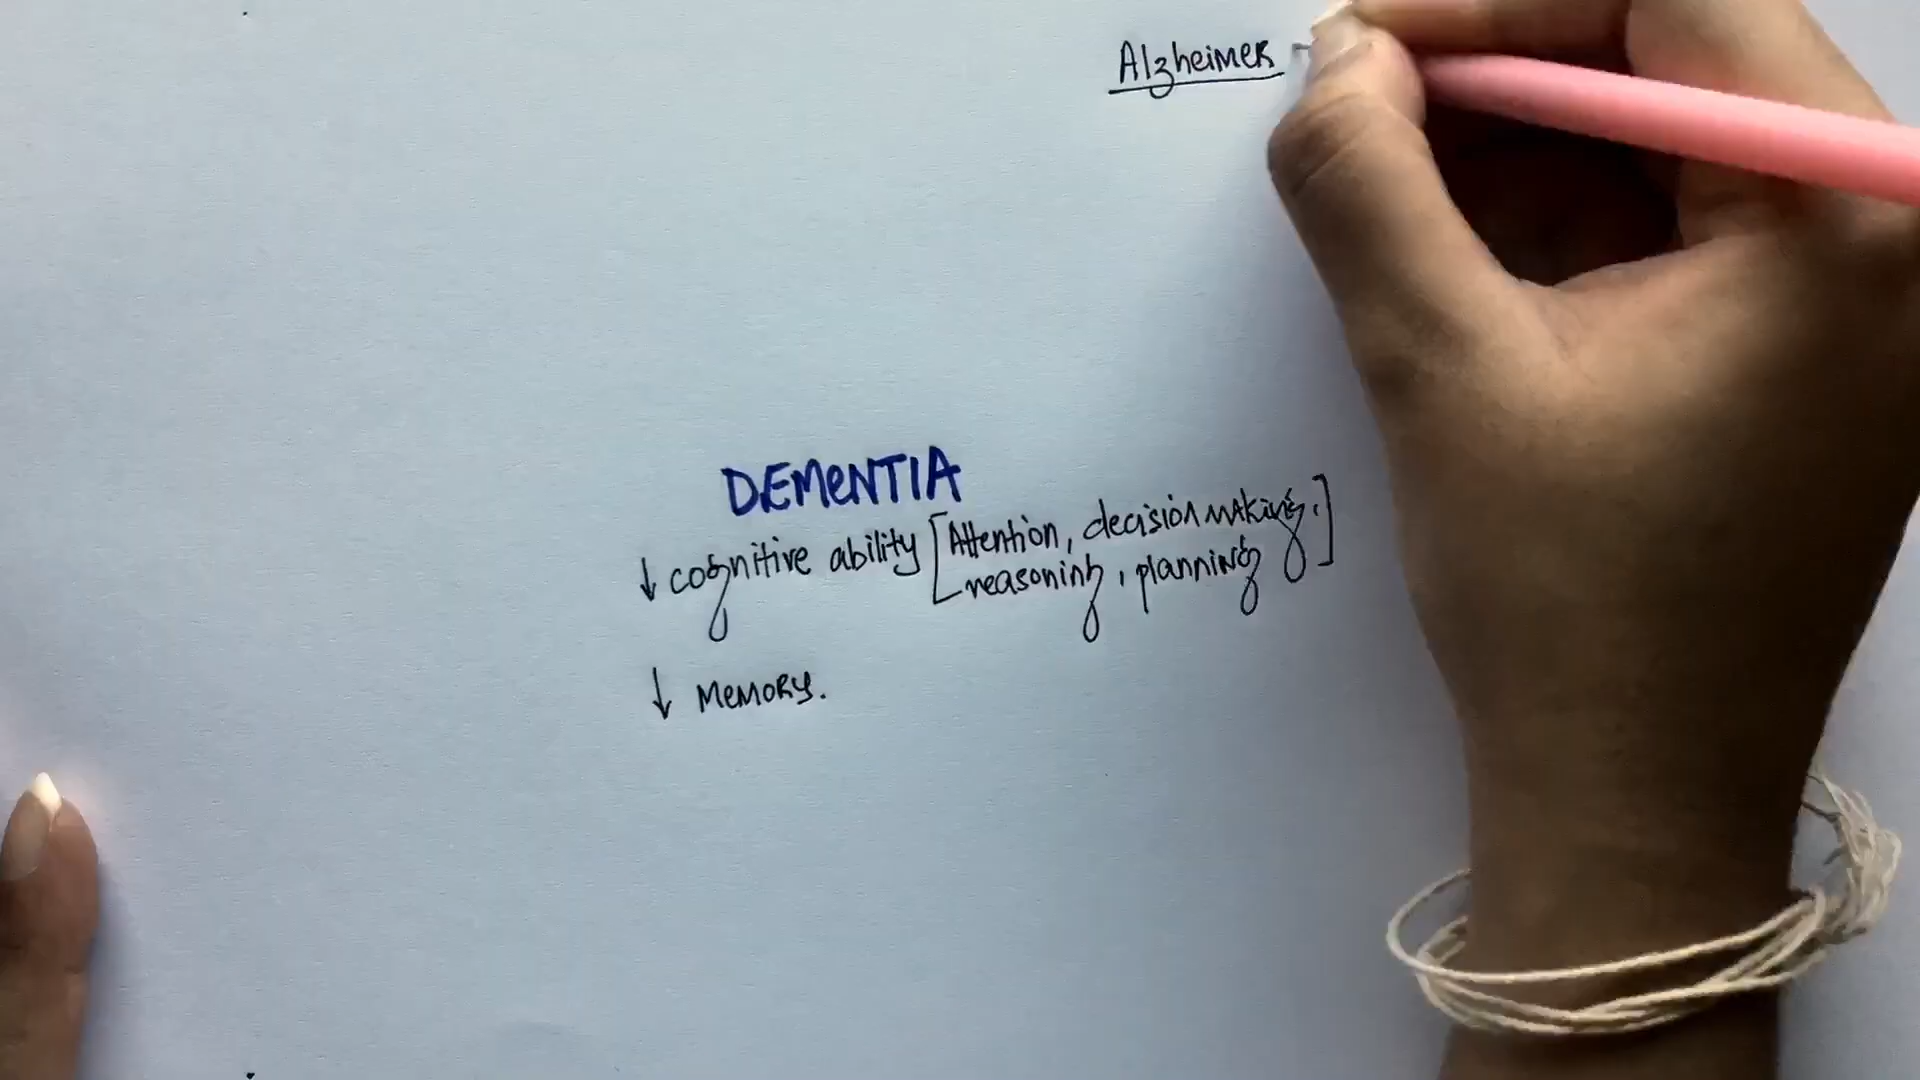 Alzheimer -
DEMENTIA
↓ cognitive ability [Attention, decision making,
reasoning, planning]
↓ Memory.